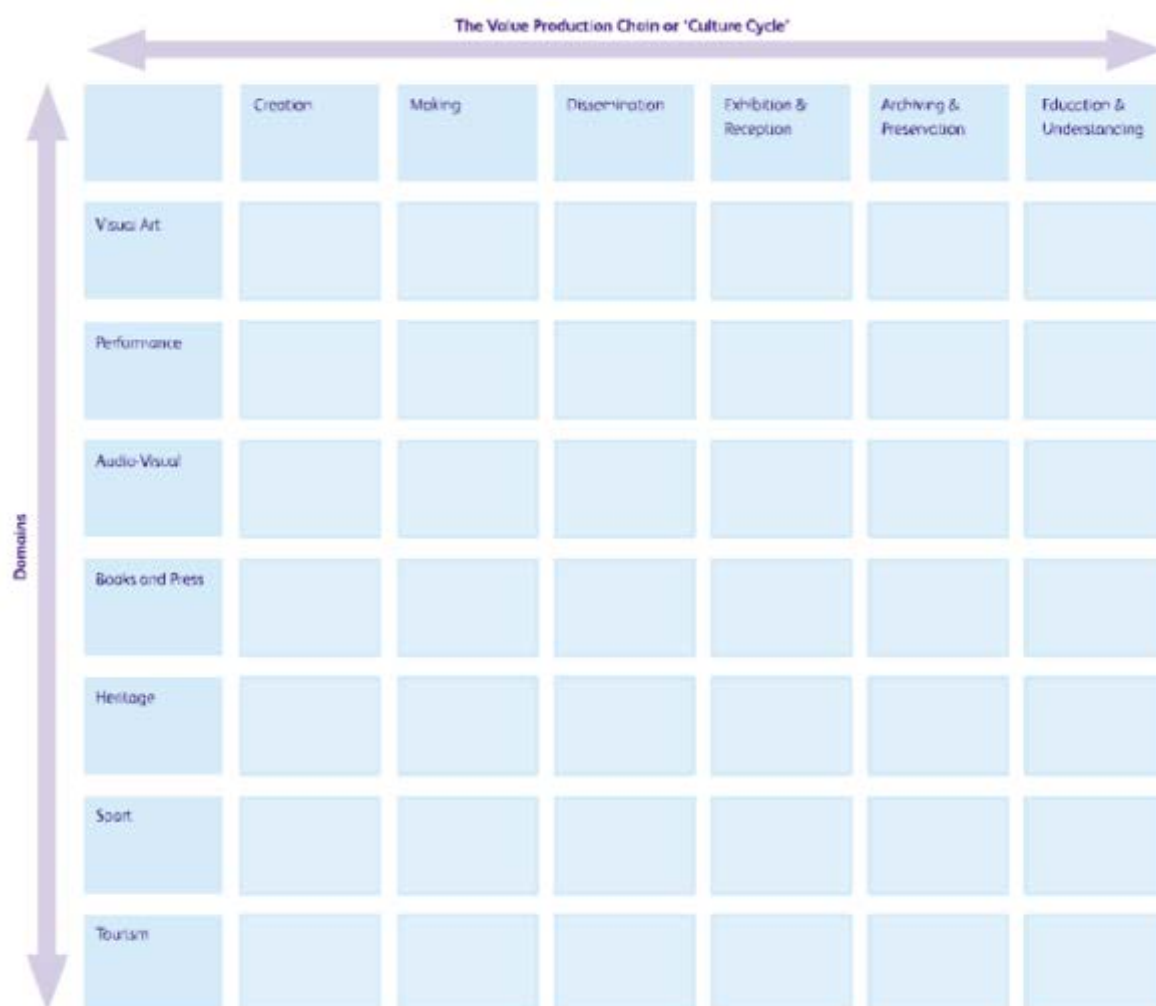 The Value Production Chain or 'Culture Cycle'
Creation
Making
Dissemination
Exhibition &
Reception
Archiving &
Preservation
Education &
Understanding
Domains
Visual Art
Performance
Audio-Visual
Books and Press
Heritage
Sport
Tourism